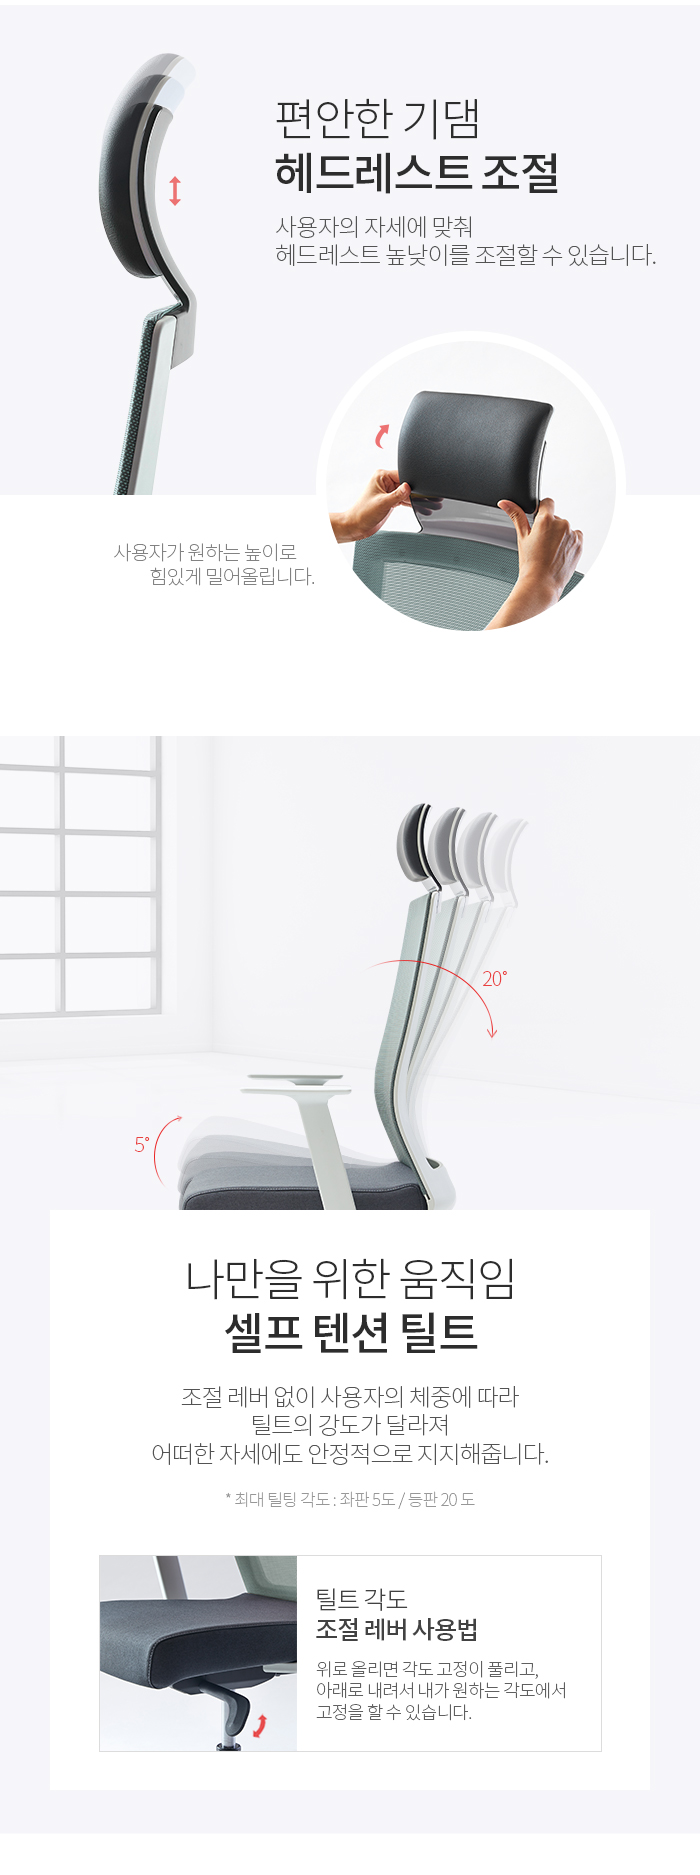 편안한 기댐
헤드레스트 조절
사용자의 자세에 맞춰
헤드레스트 높낮이를 조절할 수 있습니다.
사용자가 원하는 높이로
힘있게 밀어올립니다.
20°
5°
나만을 위한 움직임
셀프 텐션 틸트
조절 레버 없이 사용자의 체중에 따라
틸트의 강도가 달라져
어떠한 자세에도 안정적으로 지지해줍니다.
* 최대 틸팅 각도 : 좌판 5도 / 등판 20 도
틸트 각도
조절 레버 사용법
위로 올리면 각도 고정이 풀리고,
아래로 내려서 내가 원하는 각도에서
고정을 할 수 있습니다.